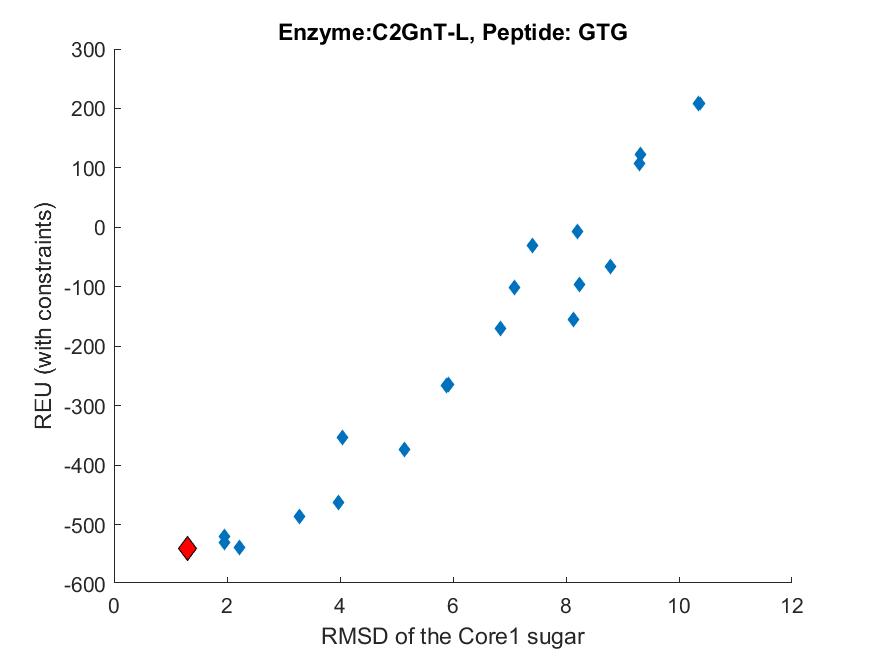 Enzyme:C2GnT-L, Peptide: GTG
300
200
100
0
-100
-200
-300
-400
-500
-600
REU (with constraints)
0 2 4 6 8 10 12
RMSD of the Core1 sugar